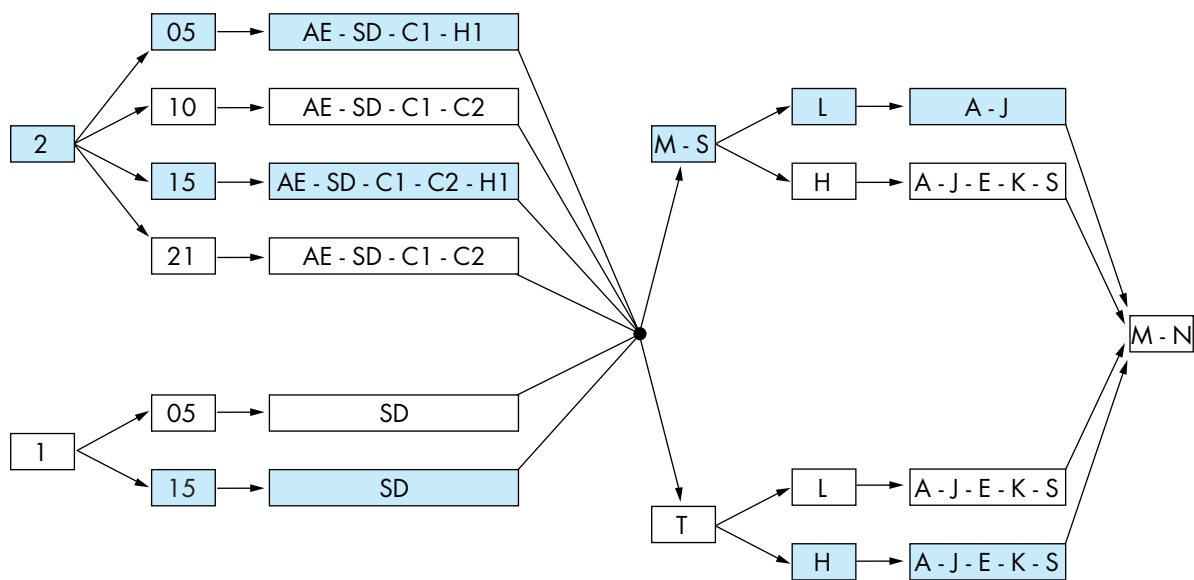 05 AE - SD - C1 - H1
10 AE - SD - C1 - C2
2
15 AE - SD - C1 - C2 - H1
21 AE - SD - C1 - C2
05 SD
1
15 SD
L A - J
M - S
H A - J - E - K - S
M - N
L A - J - E - K - S
T
H A - J - E - K - S